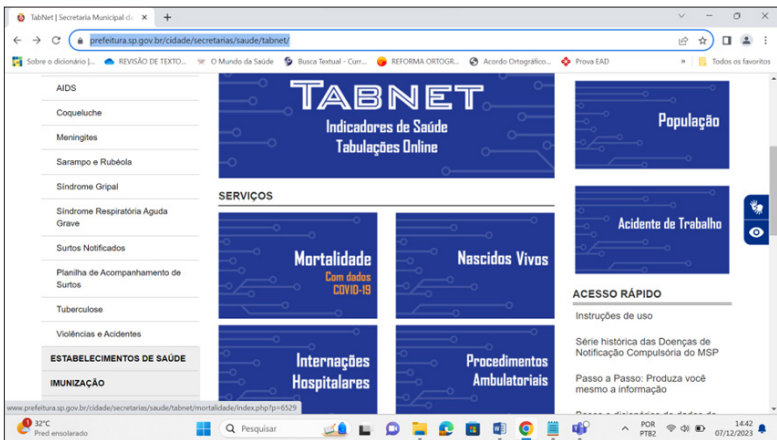 TabNet | Secretaria Municipal da
prefeitura.sp.gov.br/cidade/secretarias/saude/tabnet/
Sobre o dicionário |...
REVISÃO DE TEXTO...
O Mundo da Saúde
Busca Textual - Curr...
REFORMA ORTOGR...
Acordo Ortográfico...
Prova EAD
»
Todos os favoritos
AIDS
Coqueluche
Meningites
Sarampo e Rubéola
Síndrome Gripal
Síndrome Respiratória Aguda
Grave
Surtos Notificados
Planilha de Acompanhamento de
Surtos
Tuberculose
Violências e Acidentes
ESTABELECIMENTOS DE SAÚDE
IMUNIZAÇÃO
TABNET
Indicadores de Saúde
Tabulações Online
SERVIÇOS
Mortalidade
Com dados
COVID-19
Nascidos Vivos
Internações
Hospitalares
Procedimentos
Ambulatoriais
População
Acidente de Trabalho
ACESSO RÁPIDO
Instruções de uso
Série histórica das Doenças de
Notificação Compulsória do MSP
Passo a Passo: Produza você
mesmo a informação
www.prefeitura.sp.gov.br/cidade/secretarias/saude/tabnet/mortalidade/index.php?p=6529
32°C
Pred ensolarado
Pesquisar
POR
PTB2
14:42
07/12/2023